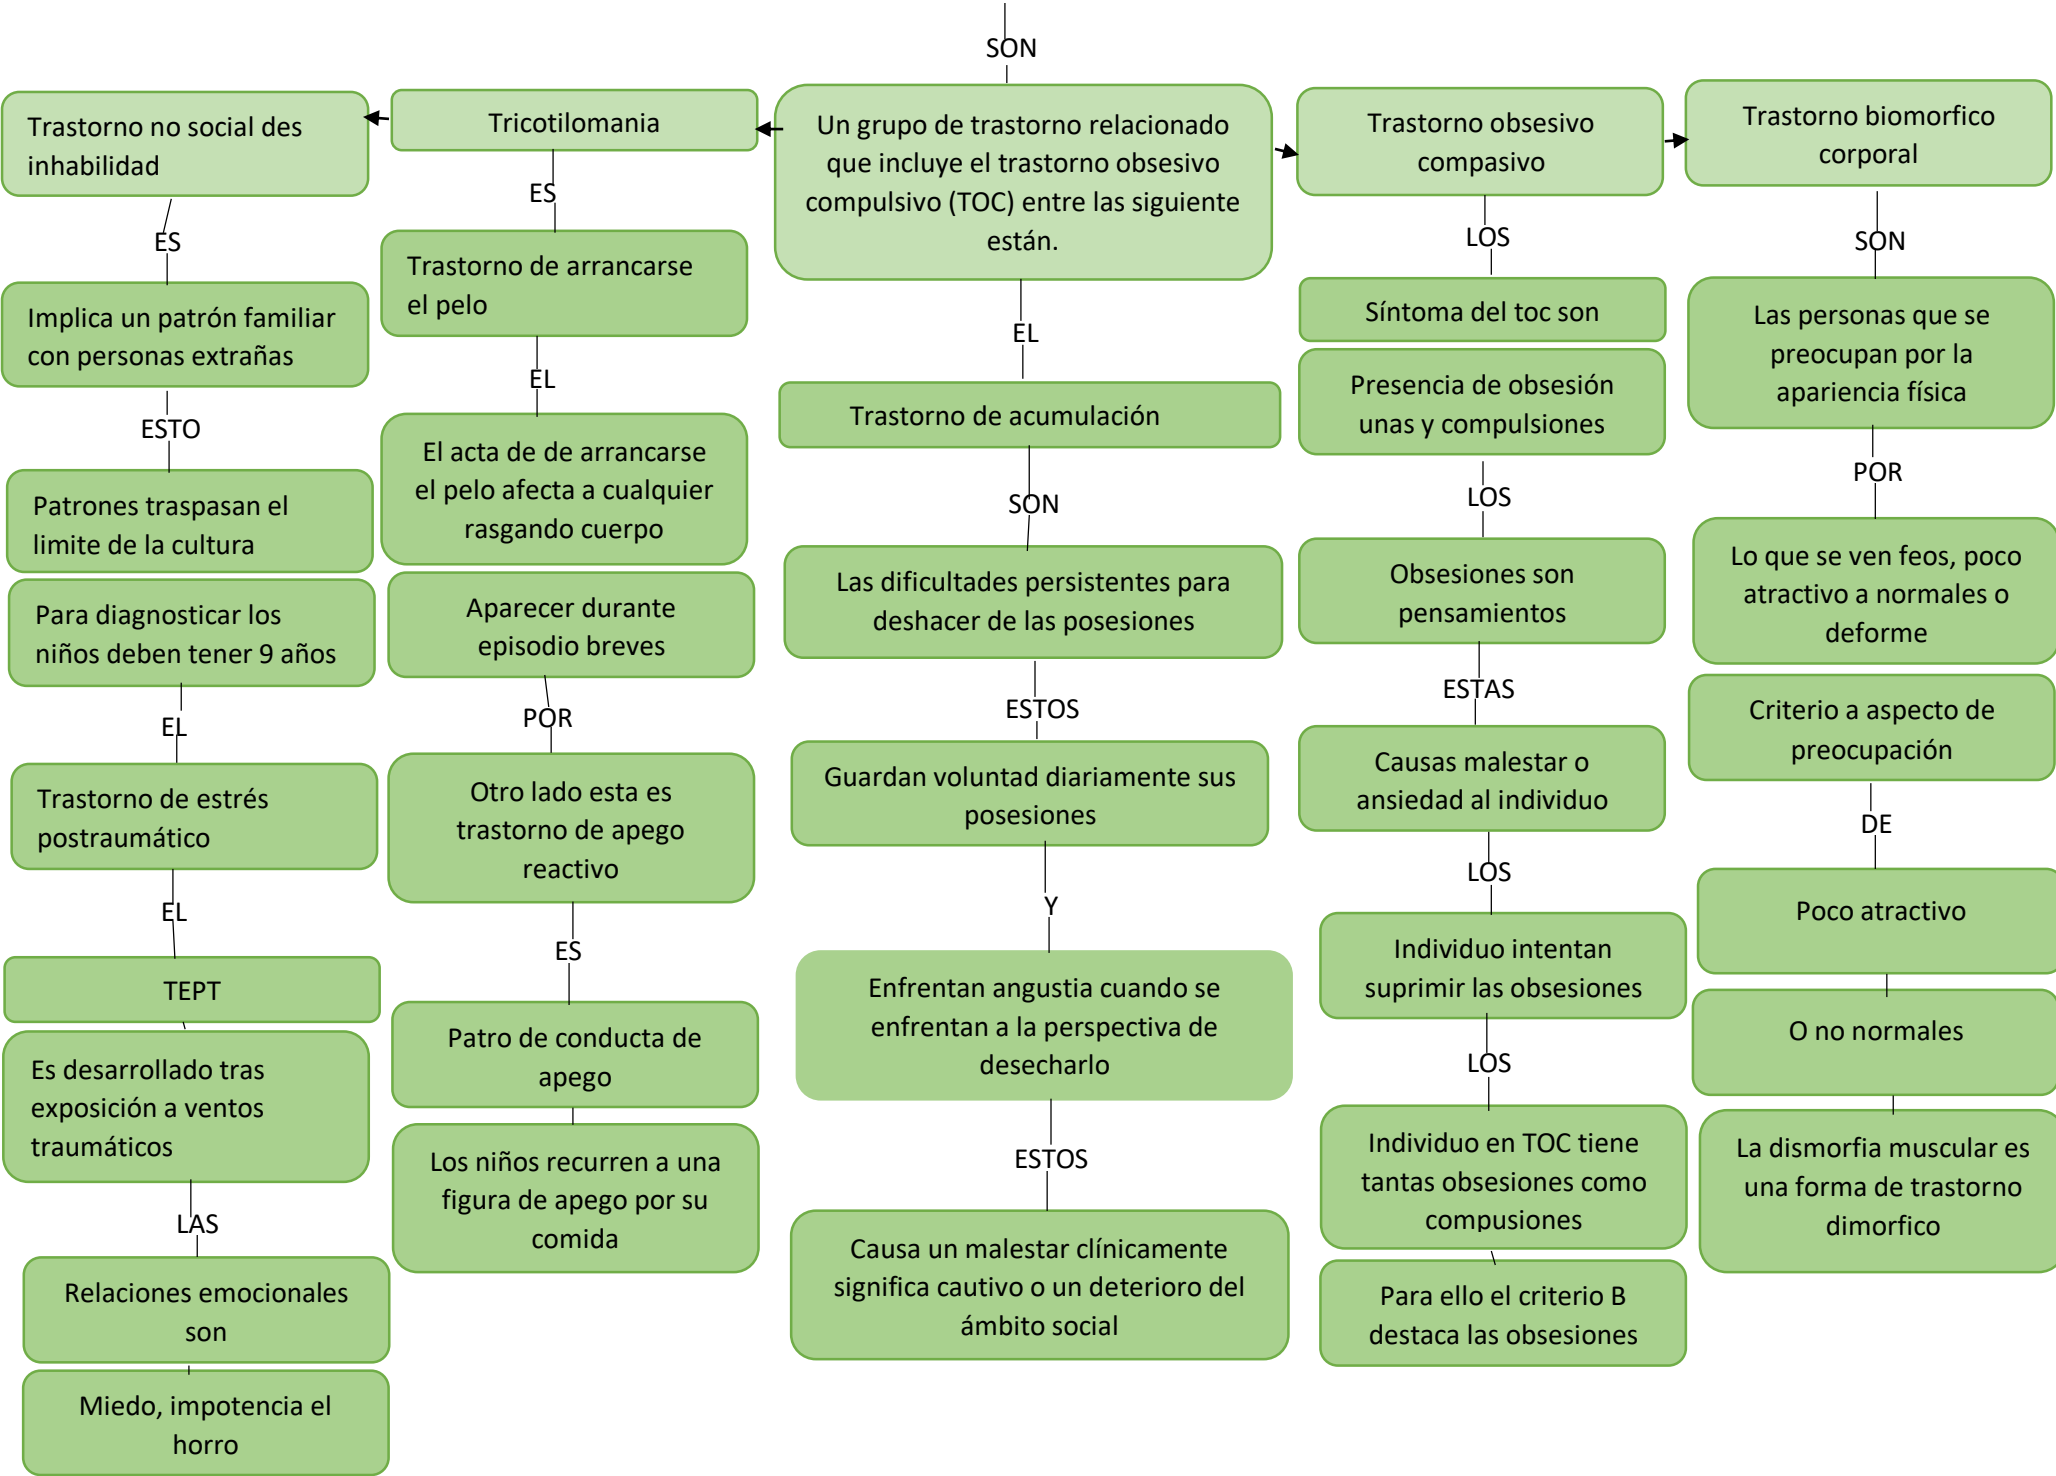 SON
Trastorno no social des
inhabilidad
ES
Implica un patrón familiar
con personas extrañas
ESTO
Patrones traspasan el
limite de la cultura
Para diagnosticar los
niños deben tener 9 años
EL
Trastorno de estrés
postraumático
EL
TEPT
Es desarrollado tras
exposición a ventos
traumáticos
LAS
Relaciones emocionales
son
Miedo, impotencia el
horro
Tricotilomania
ES
Trastorno de arrancarse
el pelo
EL
El acta de de arrancarse
el pelo afecta a cualquier
rasgando cuerpo
Aparecer durante
episodio breves
POR
Otro lado esta es
trastorno de apego
reactivo
ES
Patro de conducta de
apego
Los niños recurren a una
figura de apego por su
comida
Un grupo de trastorno relacionado
que incluye el trastorno obsesivo
compulsivo (TOC) entre las siguiente
están.
EL
Trastorno de acumulación
SON
Las dificultades persistentes para
deshacer de las posesiones
ESTOS
Guardan voluntad diariamente sus
posesiones
Y
Enfrentan angustia cuando se
enfrentan a la perspectiva de
desecharlo
ESTOS
Causa un malestar clínicamente
significa cautivo o un deterioro del
ámbito social
Trastorno obsesivo
compasivo
LOS
Síntoma del toc son
Presencia de obsesión
unas y compulsiones
LOS
Obsesiones son
pensamientos
ESTAS
Causas malestar o
ansiedad al individuo
LOS
Individuo intentan
suprimir las obsesiones
LOS
Individuo en TOC tiene
tantas obsesiones como
compusiones
Para ello el criterio B
destaca las obsesiones
Trastorno biomorfico
corporal
SON
Las personas que se
preocupan por la
apariencia física
POR
Lo que se ven feos, poco
atractivo a normales o
deforme
Criterio a aspecto de
preocupación
DE
Poco atractivo
O no normales
La dismorfia muscular es
una forma de trastorno
dimorfico